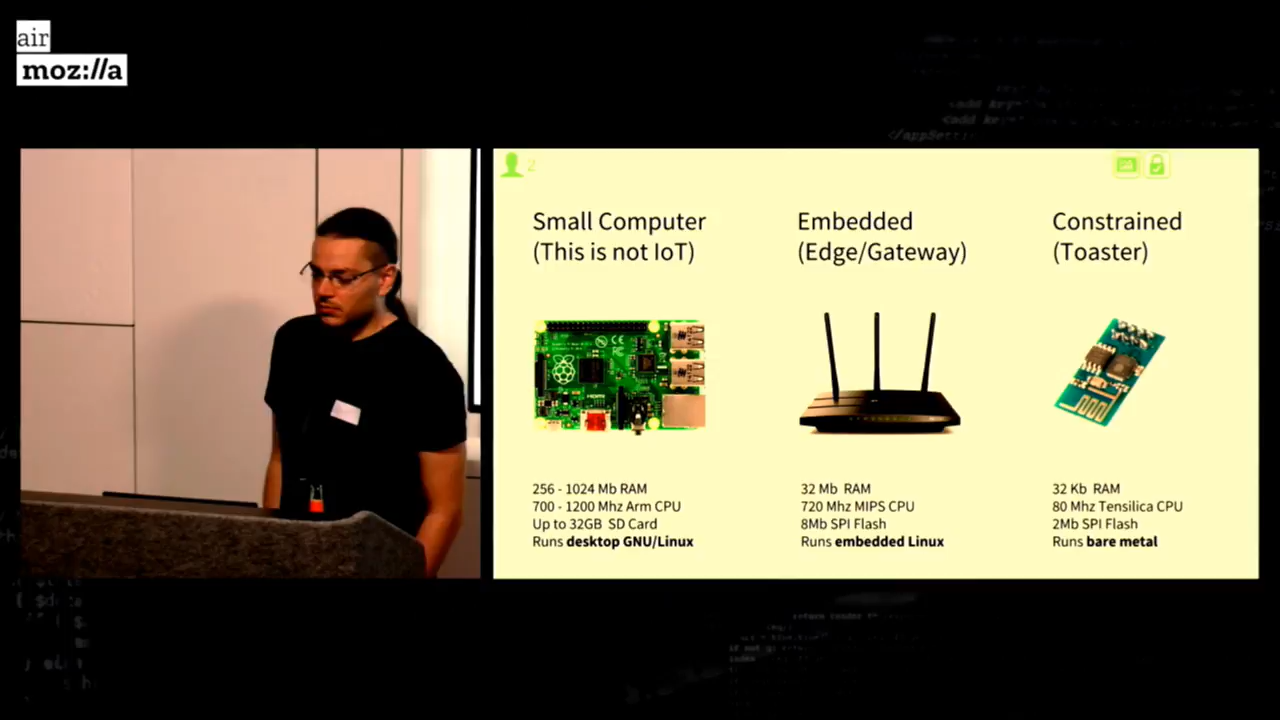 air
moz://a
2
Small Computer
(This is not IoT)
Embedded
(Edge/Gateway)
Constrained
(Toaster)
256 - 1024 Mb RAM
700 - 1200 Mhz Arm CPU
Up to 32GB SD Card
Runs desktop GNU/Linux
32 Mb RAM
720 Mhz MIPS CPU
8Mb SPI Flash
Runs embedded Linux
32 Kb RAM
80 Mhz Tensilica CPU
2Mb SPI Flash
Runs bare metal